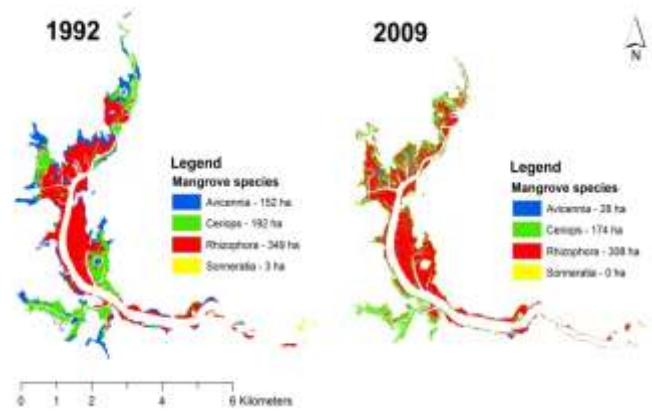 1992
2009
N
Legend
Mangrove species
Avicennia - 152 ha
Ceriops - 192 ha
Rhizophora - 349 ha
Sonneratia - 3 ha
Legend
Mangrove species
Avicennia - 28 ha
Ceriops - 174 ha
Rhizophora - 308 ha
Sonneratia - 0 ha
0 1 2 4 6 Kilometers